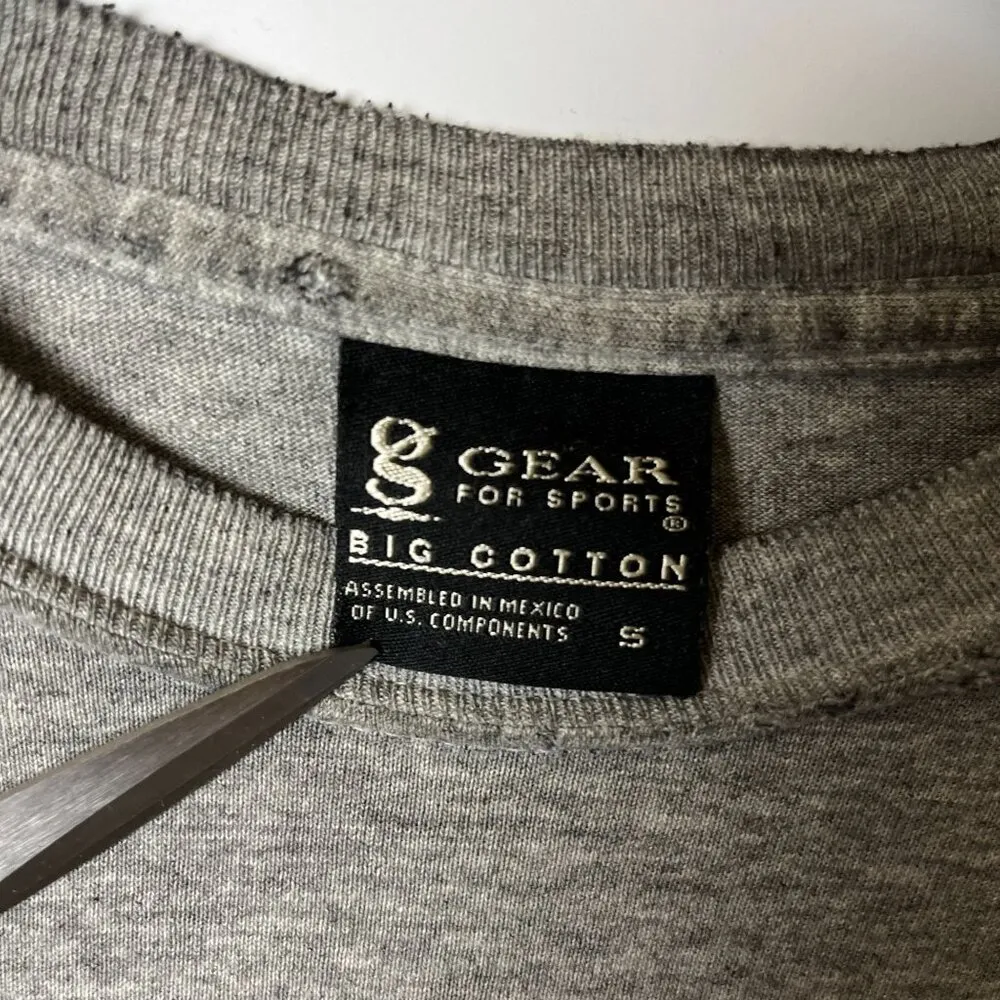 GEAR
FOR SPORTS®
BIG COTTON
ASSEMBLED IN MEXICO
OF U.S. COMPONENTS S